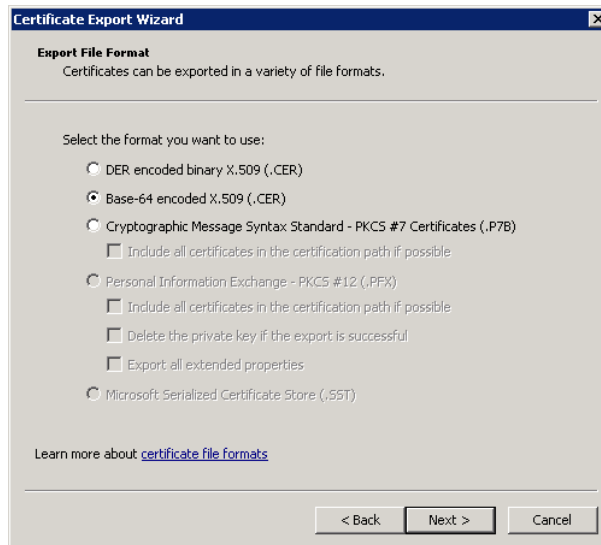 Certificate Export Wizard
Export File Format
Certificates can be exported in a variety of file formats.
Select the format you want to use:
DER encoded binary X.509 (.CER)
Base-64 encoded X.509 (.CER)
Cryptographic Message Syntax Standard - PKCS #7 Certificates (.P7B)
Include all certificates in the certification path if possible
Personal Information Exchange - PKCS #12 (.PFX)
Include all certificates in the certification path if possible
Delete the private key if the export is successful
Export all extended properties
Microsoft Serialized Certificate Store (.SST)
Learn more about certificate file formats
< Back Next > Cancel